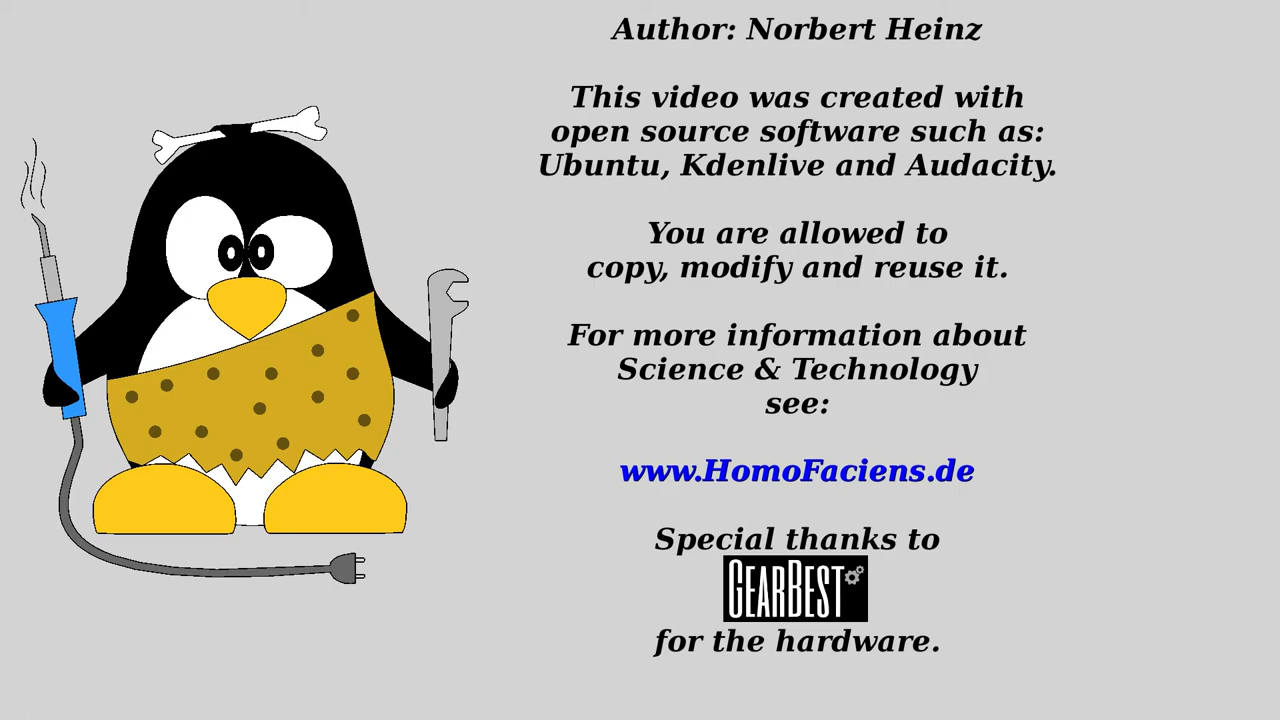 Author: Norbert Heinz
This video was created with
open source software such as:
Ubuntu, Kdenlive and Audacity.
You are allowed to
copy, modify and reuse it.
For more information about
Science & Technology
see:
www.HomoFaciens.de
Special thanks to
GEARBEST
for the hardware.